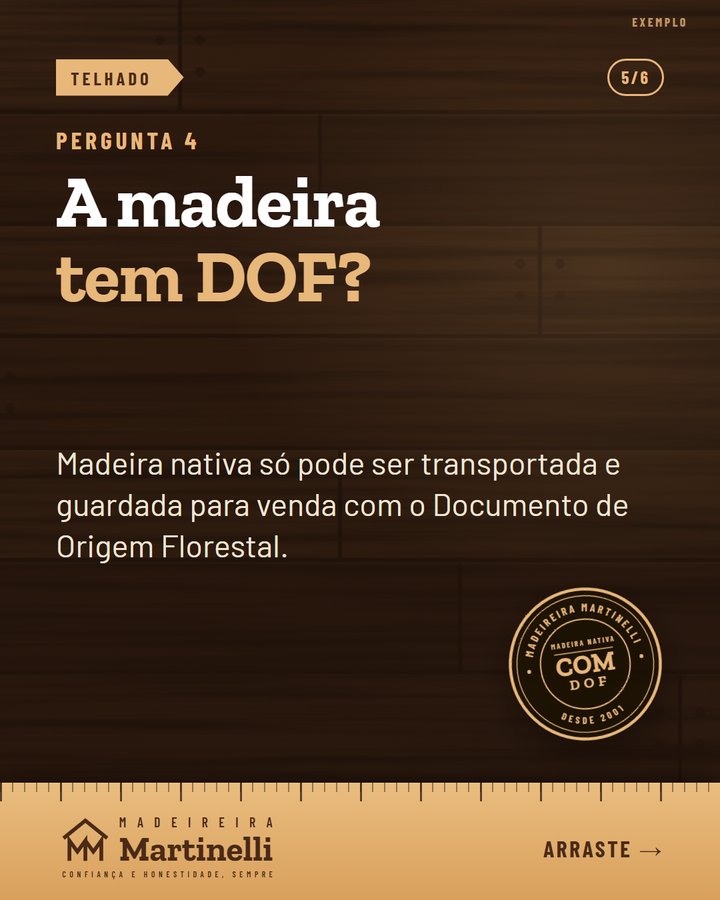 EXEMPLO
TELHADO
5/6
PERGUNTA 4
A madeira
tem DOF?
Madeira nativa só pode ser transportada e
guardada para venda com o Documento de
Origem Florestal.
MADEIREIRA MARTINELLI
MADEIRA NATIVA
COM
DOF
DESDE 2001
MADEIREIRA
Martinelli
CONFIANÇA E HONESTIDADE, SEMPRE
ARRASTE →